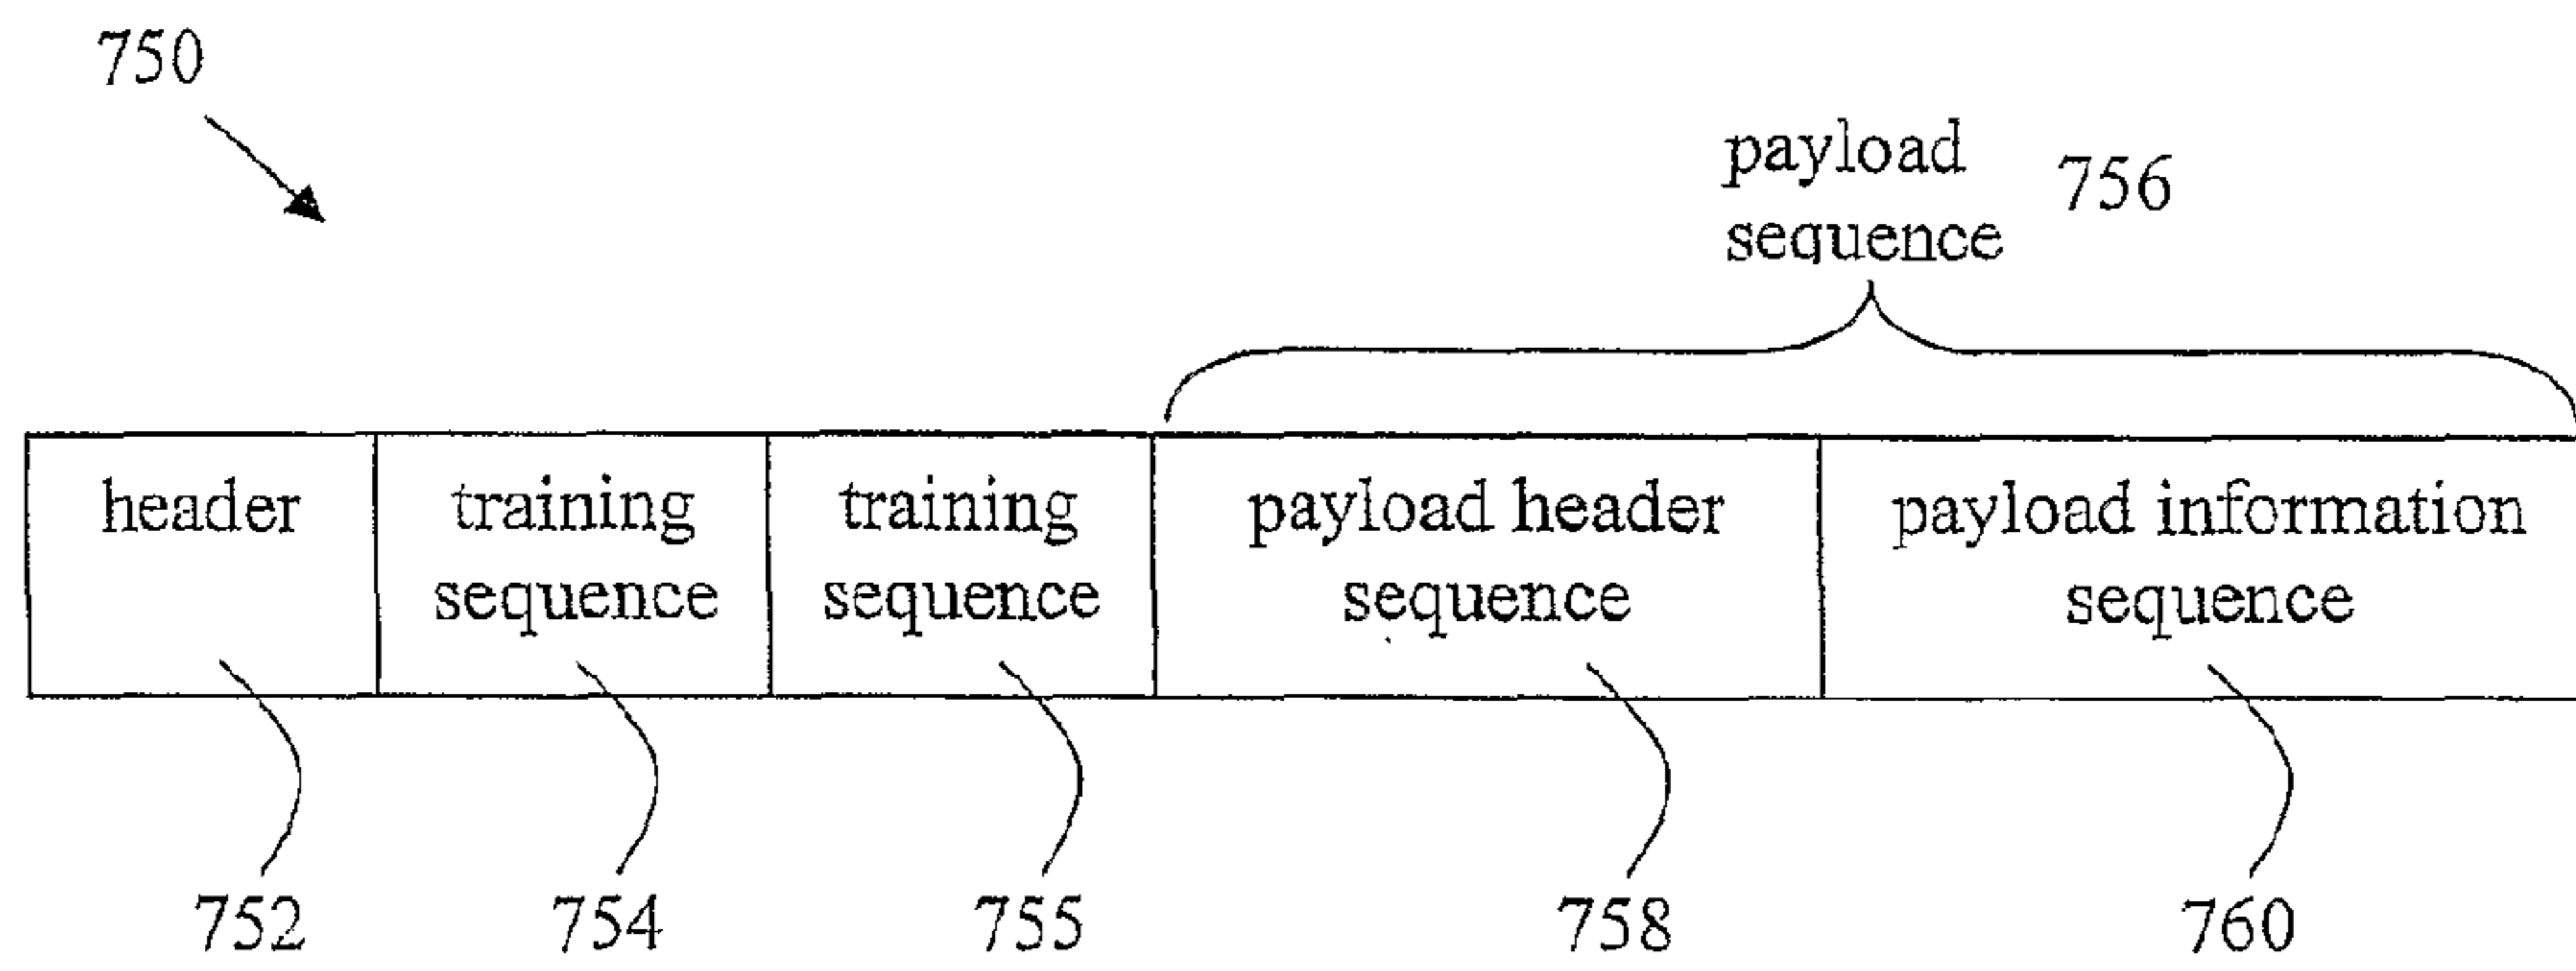 750
payload
sequence 756
header
training
sequence
training
sequence
payload header
sequence
payload information
sequence
752
754
755
758
760